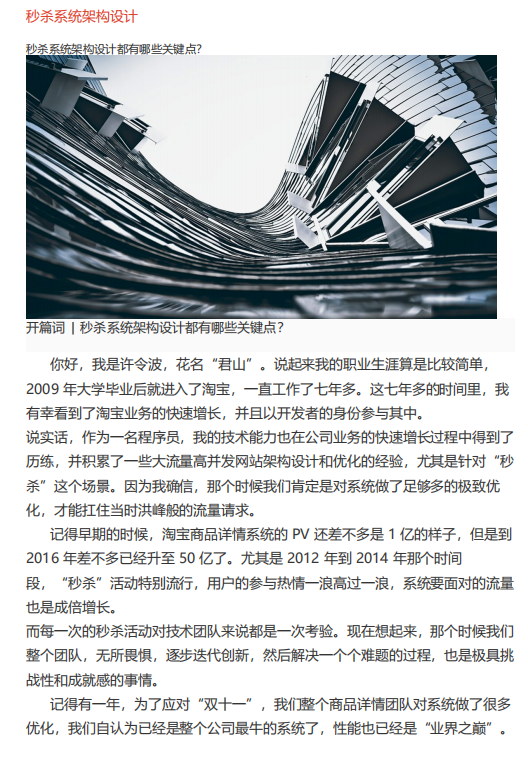 秒杀系统架构设计
秒杀系统架构设计都有哪些关键点？
开篇词 | 秒杀系统架构设计都有哪些关键点？
你好，我是许令波，花名“君山”。说起来我的职业生涯算是比较简单，
2009 年大学毕业后就进入了淘宝，一直工作了七年多。这七年多的时间里，我
有幸看到了淘宝业务的快速增长，并且以开发者的身份参与其中。
说实话，作为一名程序员，我的技术能力也在公司业务的快速增长过程中得到了
历练，并积累了一些大流量高并发网站架构设计和优化的经验，尤其是针对“秒
杀”这个场景。因为我确信，那个时候我们肯定是对系统做了足够多的极致优
化，才能扛住当时洪峰般的流量请求。
记得早期的时候，淘宝商品详情系统的 PV 还差不多是 1 亿的样子，但是到
2016 年差不多已经升至 50 亿了。尤其是 2012 年到 2014 年那个时间
段，“秒杀”活动特别流行，用户的参与热情一浪高过一浪，系统要面对的流量
也是成倍增长。
而每一次的秒杀活动对技术团队来说都是一次考验。现在想起来，那个时候我们
整个团队，无所畏惧，逐步迭代创新，然后解决一个个难题的过程，也是极具挑
战性和成就感的事情。
记得有一年，为了应对“双十一”，我们整个商品详情团队对系统做了很多
优化，我们自认为已经是整个公司最牛的系统了，性能也已经是“业界之巅”。